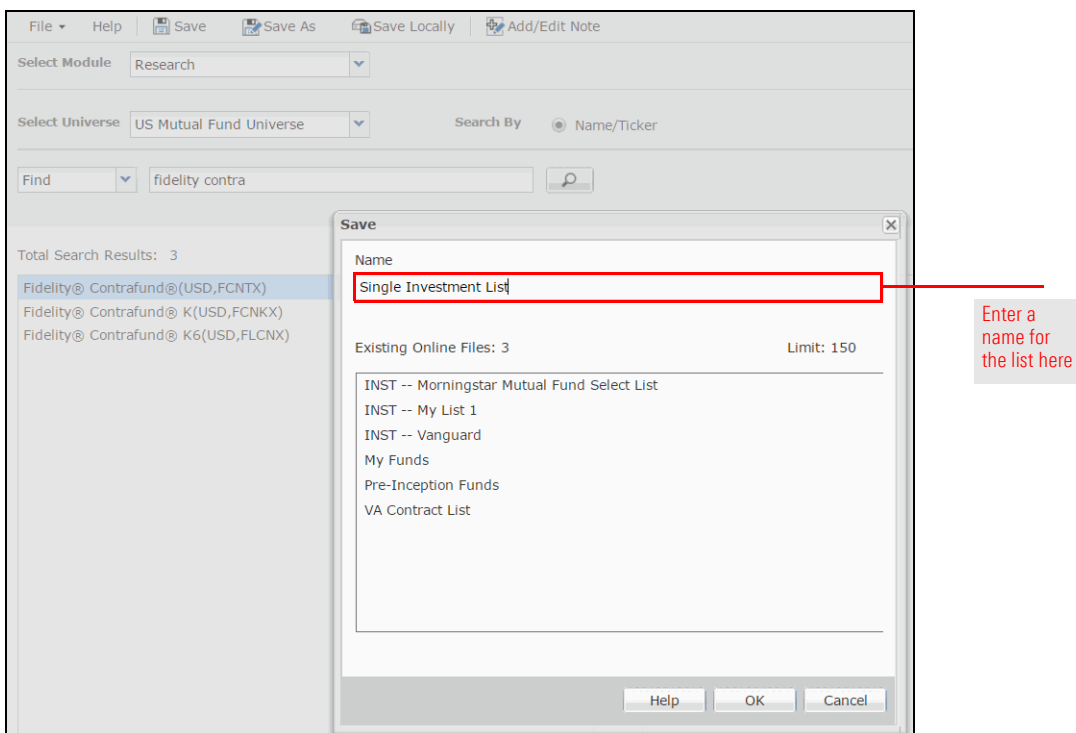 File Help Save Save As Save Locally Add/Edit Note
Select Module Research
Select Universe US Mutual Fund Universe Search By Name/Ticker
Find fidelity contra
Total Search Results: 3
Fidelity® Contrafund®(USD,FCNTX)
Fidelity® Contrafund® K(USD,FCNKX)
Fidelity® Contrafund® K6(USD,FLCNX)
Save
Name
Single Investment List
Existing Online Files: 3 Limit: 150
INST -- Morningstar Mutual Fund Select List
INST -- My List 1
INST -- Vanguard
My Funds
Pre-Inception Funds
VA Contract List
Help OK Cancel
Enter a
name for
the list here